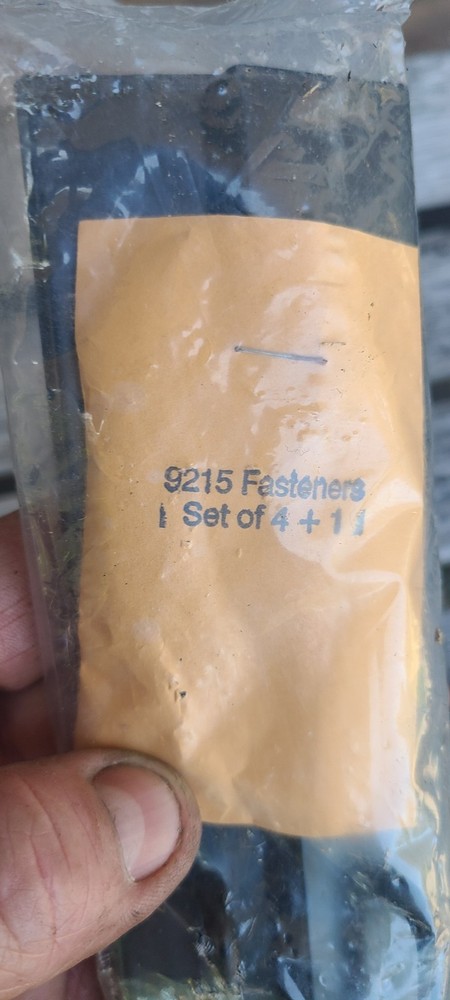 9215 Fasteners
1 Set of 4 + 1